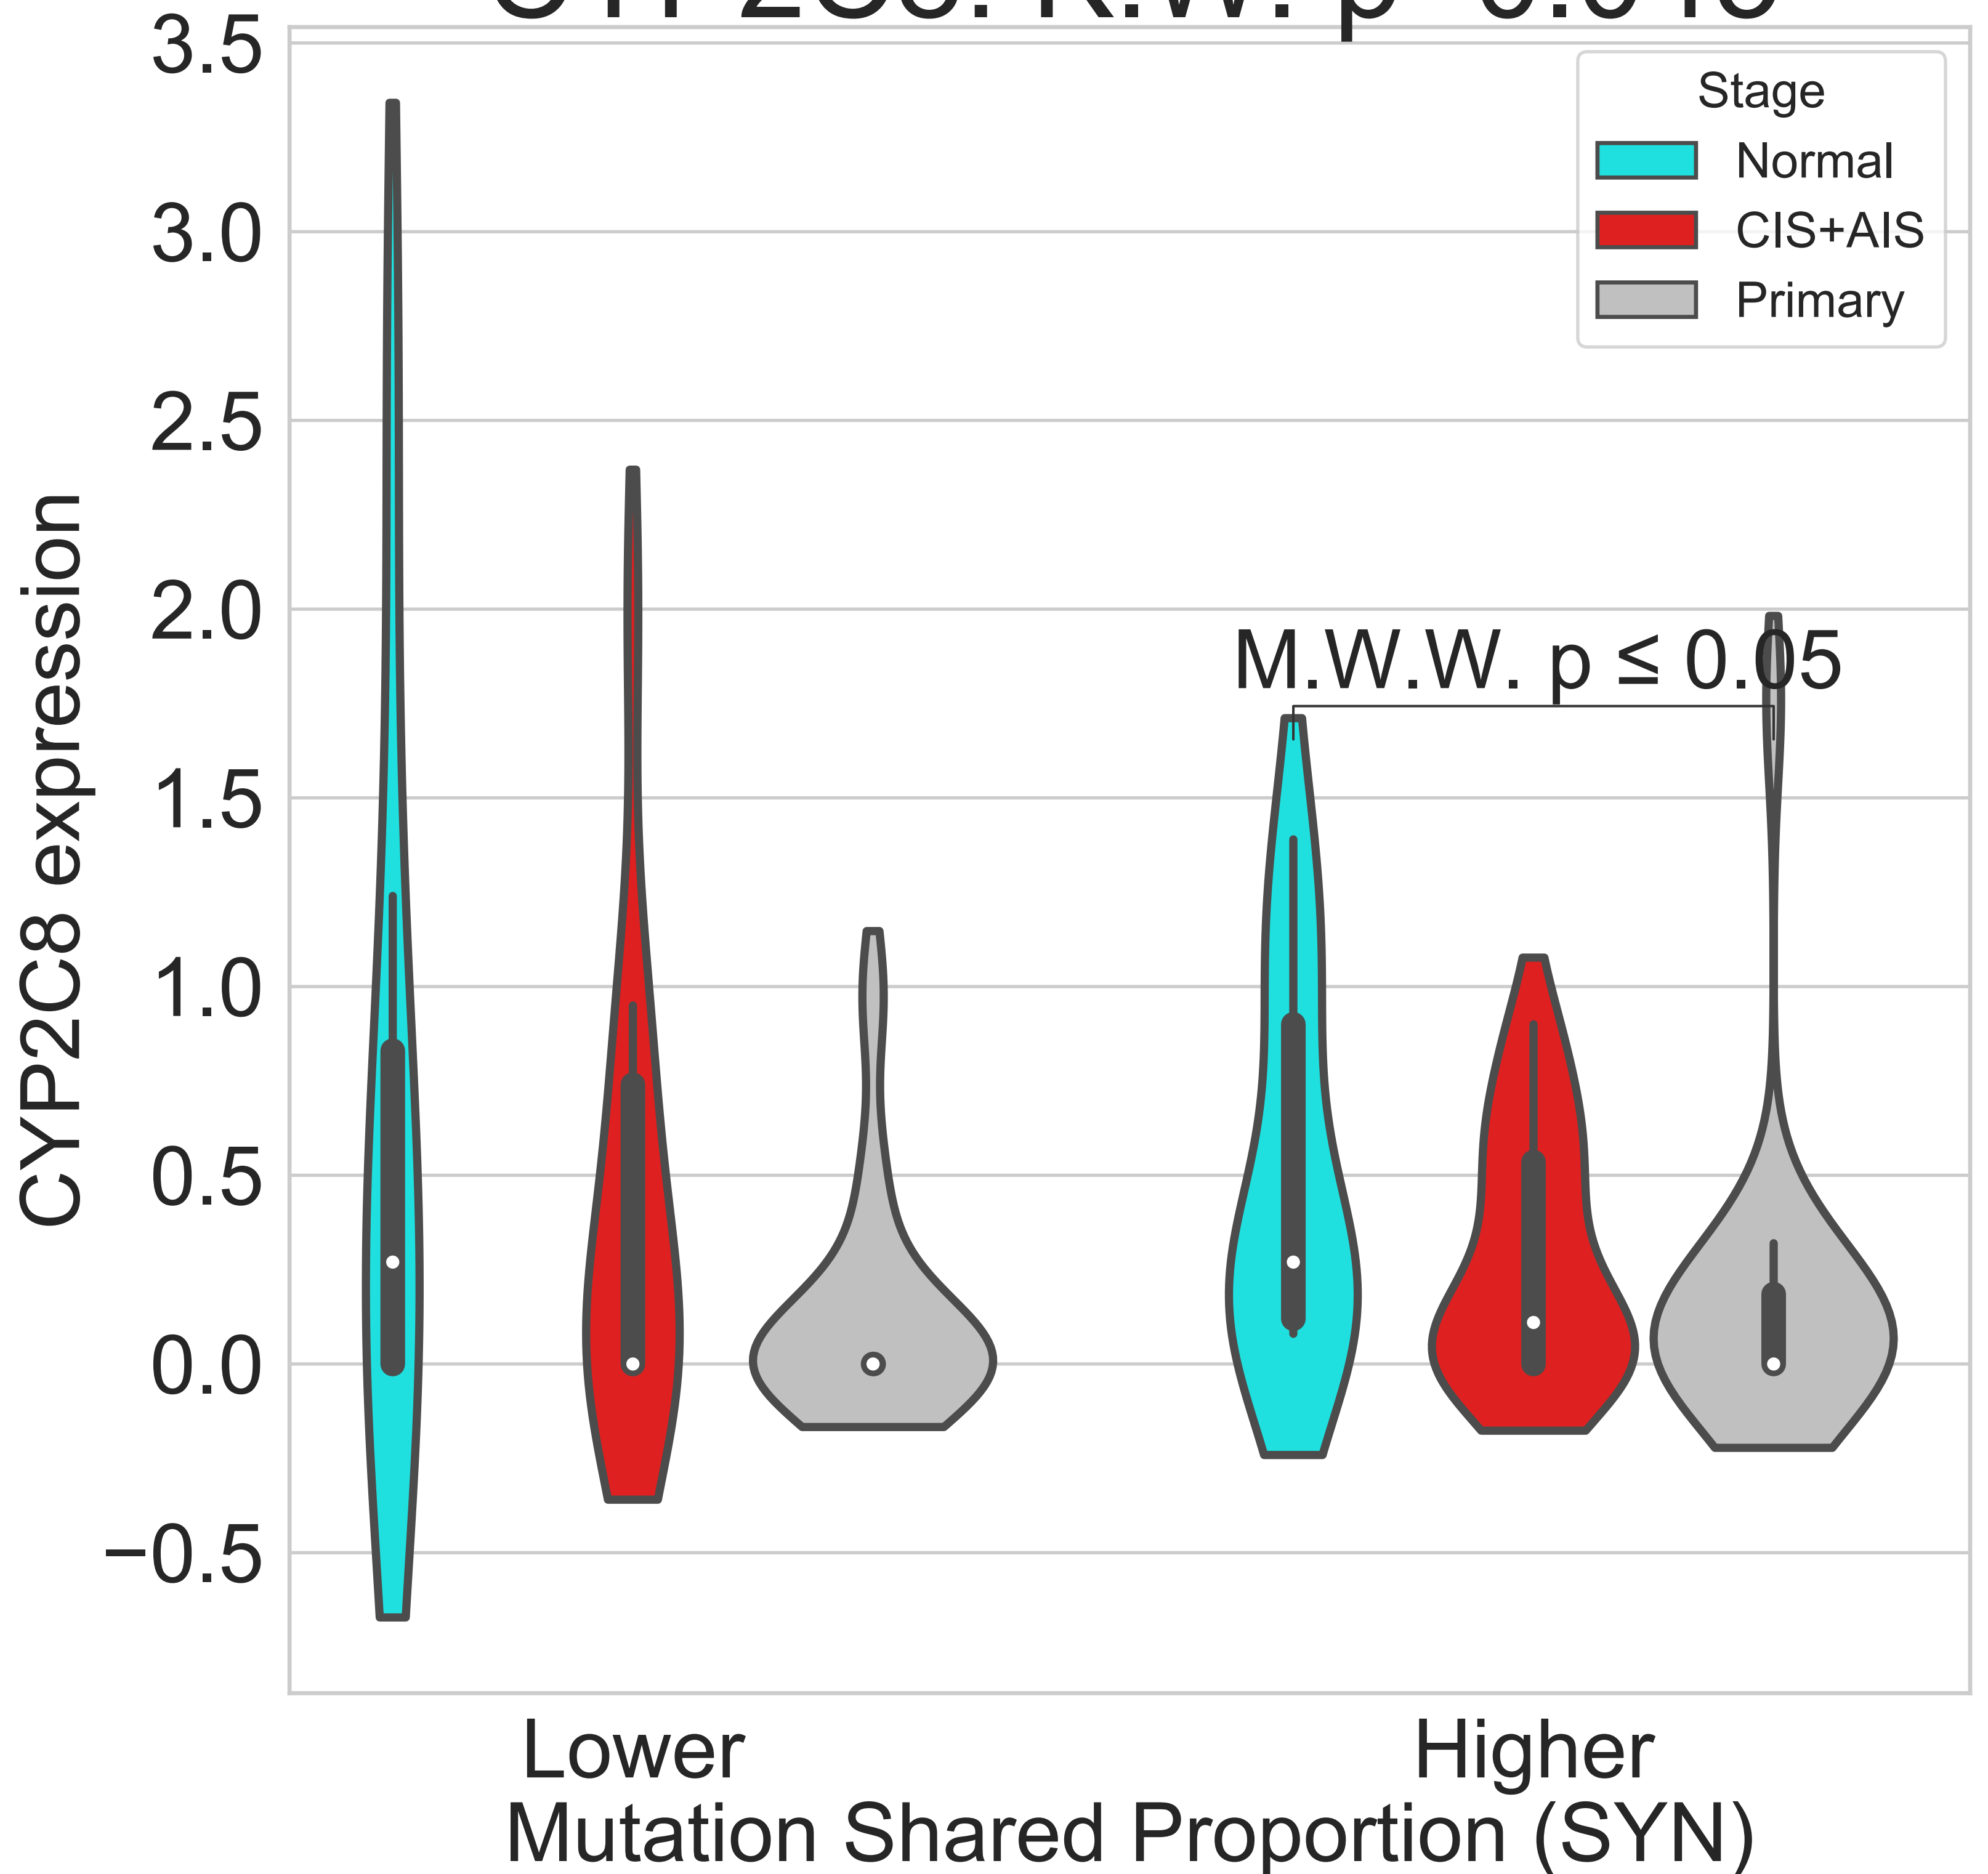 3.5
3.0
2.5
2.0
1.5
1.0
0.5
0.0
−0.5
CYP2C8 expression
Stage
Normal
CIS+AIS
Primary
M.W.W. p ≤ 0.05
Lower
Higher
Mutation Shared Proportion (SYN)